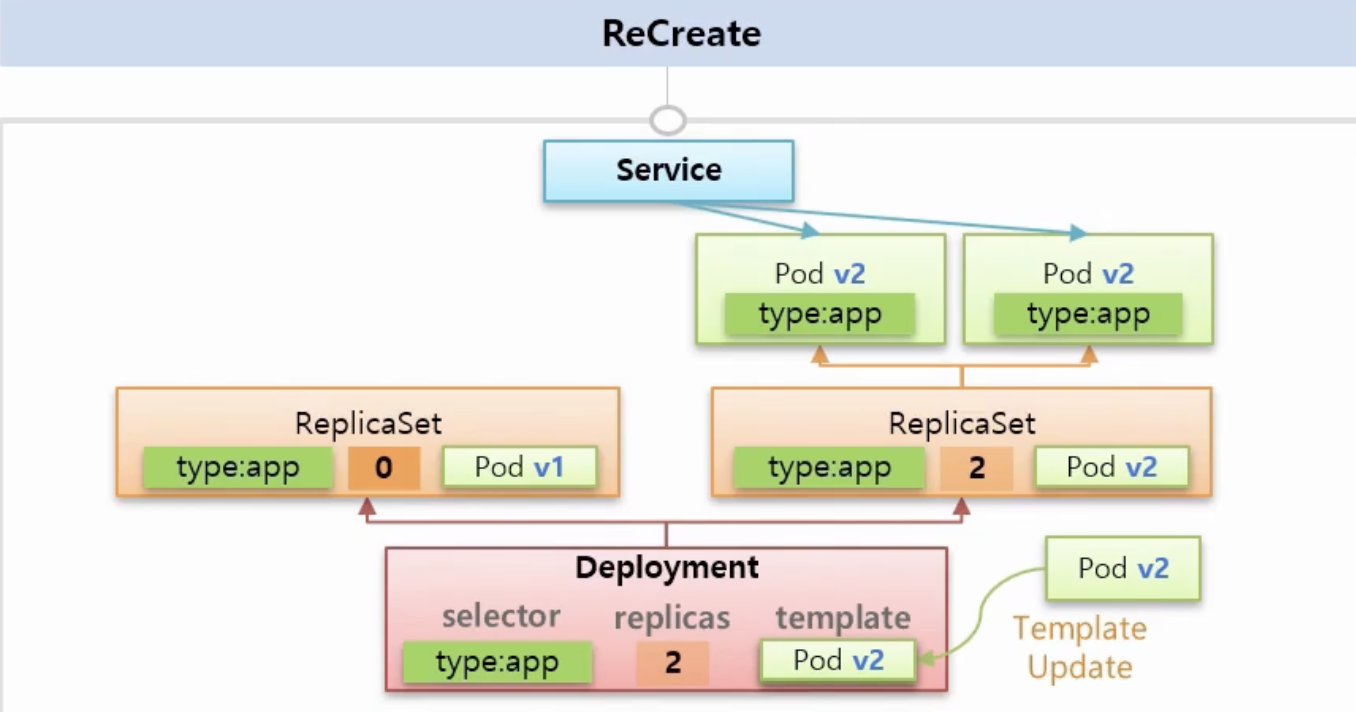 ReCreate
Service
Pod v2
type:app
Pod v2
type:app
ReplicaSet
type:app 0 Pod v1
ReplicaSet
type:app 2 Pod v2
Deployment
selector replicas template
type:app 2 Pod v2
Pod v2
Template
Update